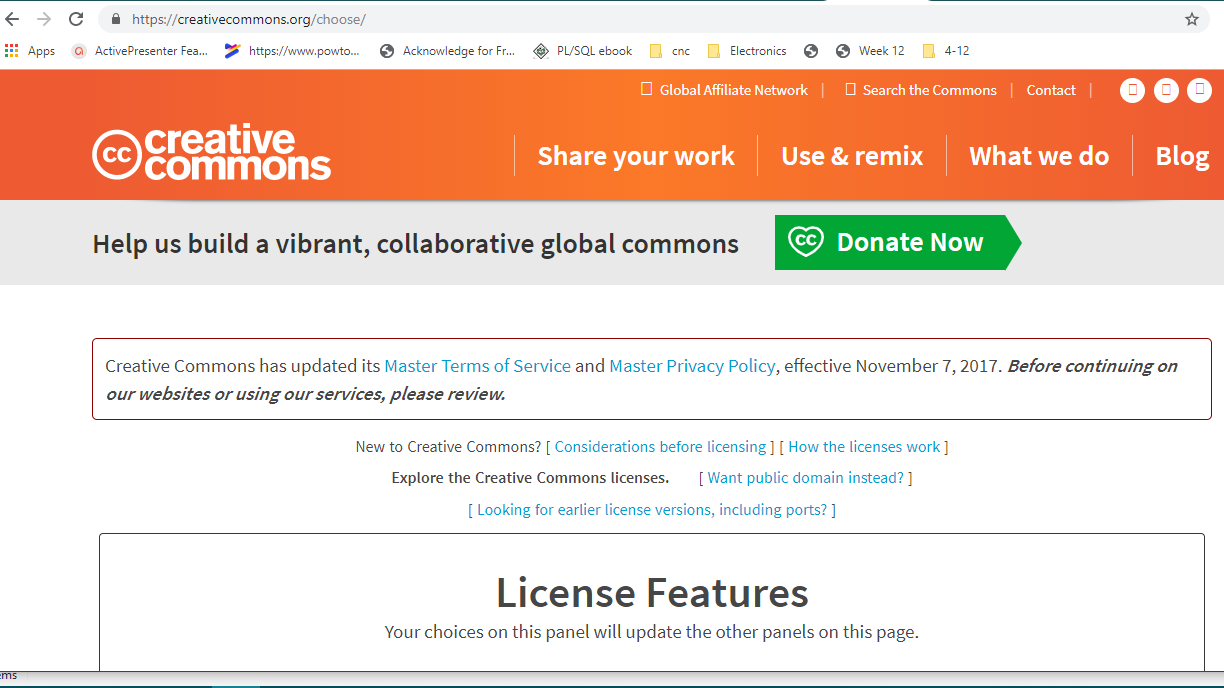 https://creativecommons.org/choose/
Apps ActivePresenter Fea... https://www.powto... Acknowledge for Fr... PL/SQL ebook cnc Electronics Week 12 4-12
Global Affiliate Network | Search the Commons | Contact |
cc creative commons
Share your work Use & remix What we do Blog
Help us build a vibrant, collaborative global commons cc Donate Now
Creative Commons has updated its Master Terms of Service and Master Privacy Policy, effective November 7, 2017. Before continuing on
our websites or using our services, please review.
New to Creative Commons? [ Considerations before licensing ] [ How the licenses work ]
Explore the Creative Commons licenses. [ Want public domain instead? ]
[ Looking for earlier license versions, including ports? ]
License Features
Your choices on this panel will update the other panels on this page.